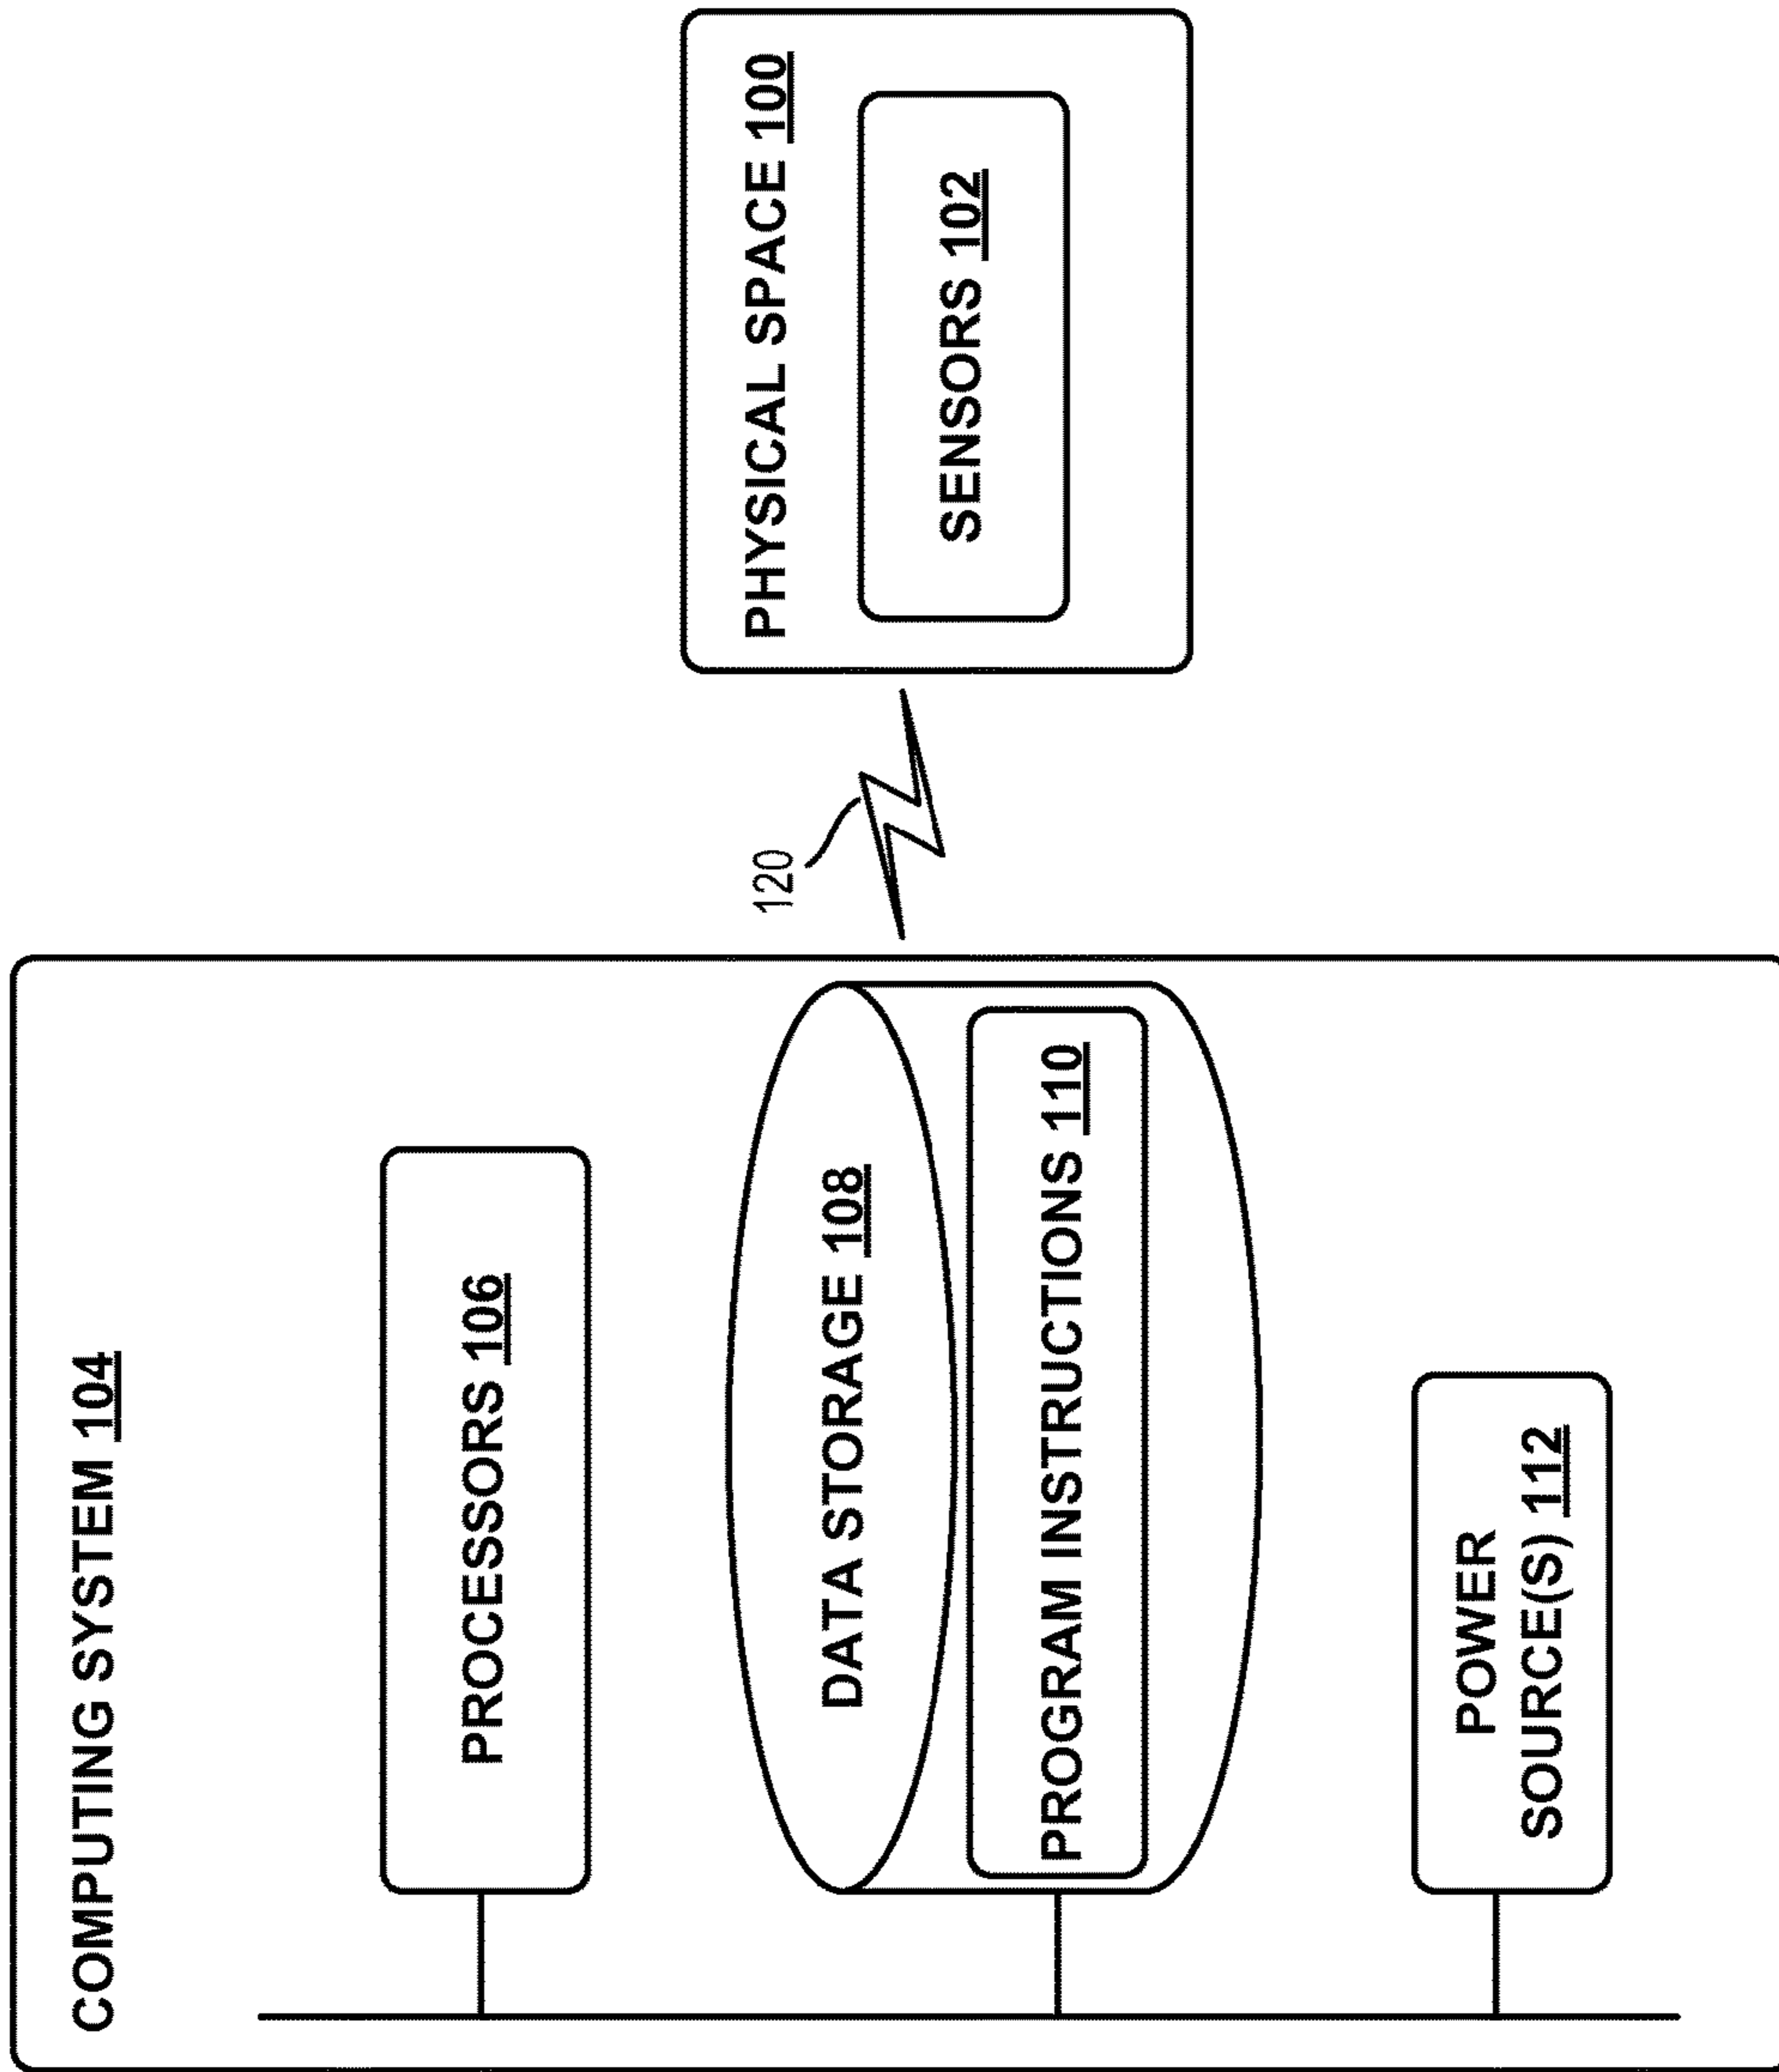 COMPUTING SYSTEM 104
PROCESSORS 106
DATA STORAGE 108
PROGRAM INSTRUCTIONS 110
POWER
SOURCE(S) 112
120
PHYSICAL SPACE 100
SENSORS 102